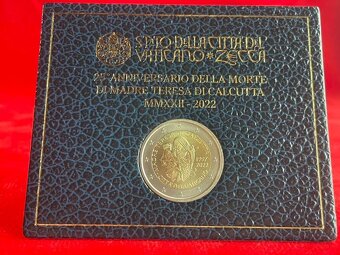 STATO DELLA CITTÀ DEL
VATICANO ZECCA
25° ANNIVERSARIO DELLA MORTE
DI MADRE TERESA DI CALCUTTA
MMXXII - 2022
1997
2022